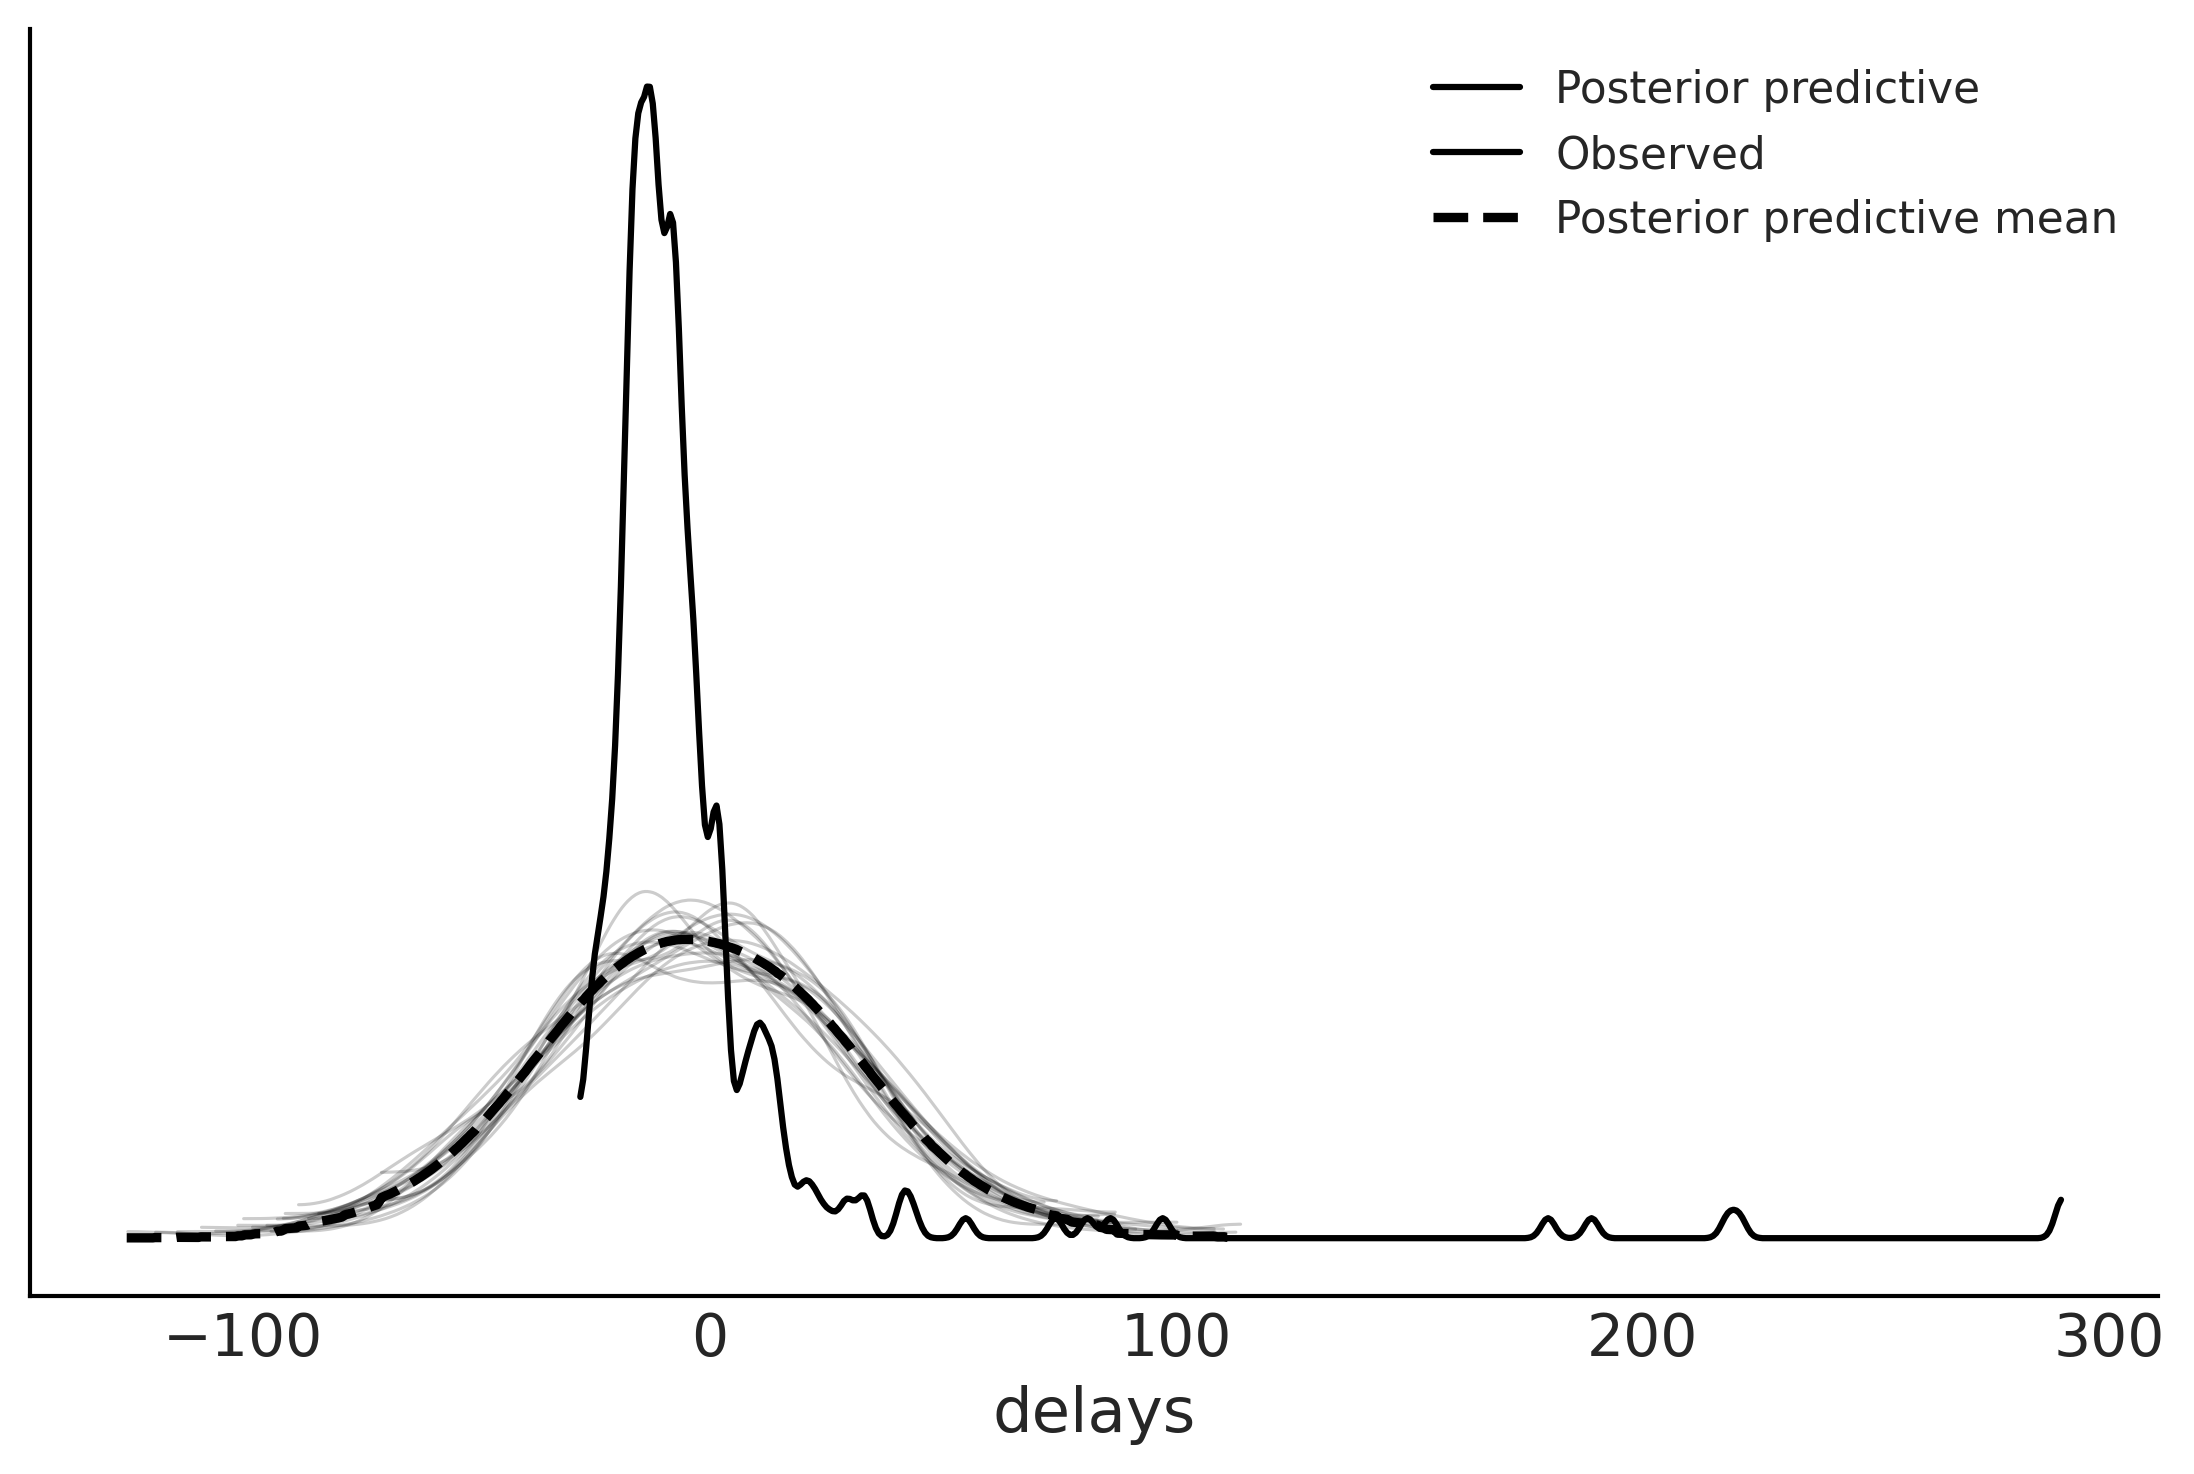 Posterior predictive
Observed
Posterior predictive mean
−100 0 100 200 300
delays